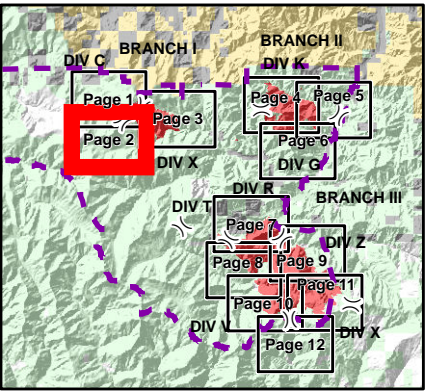 BRANCH I
BRANCH II
DIV C
DIV K
Page 1
Page 4
Page 5
Page 3
Page 2
Page 6
DIV X
DIV G
DIV R
BRANCH III
DIV T
Page 7
DIV Z
Page 8
Page 9
Page 11
Page 10
DIV V
DIV X
Page 12